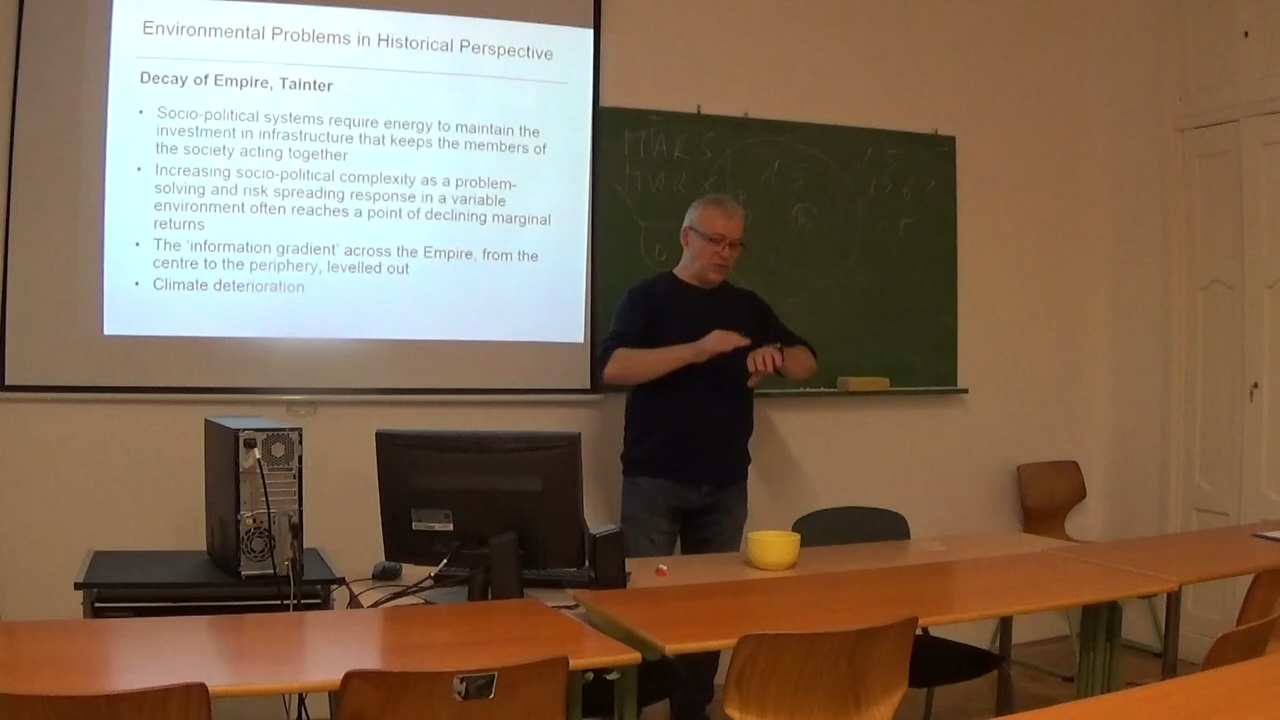 Environmental Problems in Historical Perspective
Decay of Empire, Tainter
• Socio-political systems require energy to maintain the
investment in infrastructure that keeps the members of
the society acting together
• Increasing socio-political complexity as a problem-
solving and risk spreading response in a variable
environment often reaches a point of declining marginal
returns
• The 'information gradient' across the Empire, from the
centre to the periphery, levelled out
• Climate deterioration
MARS